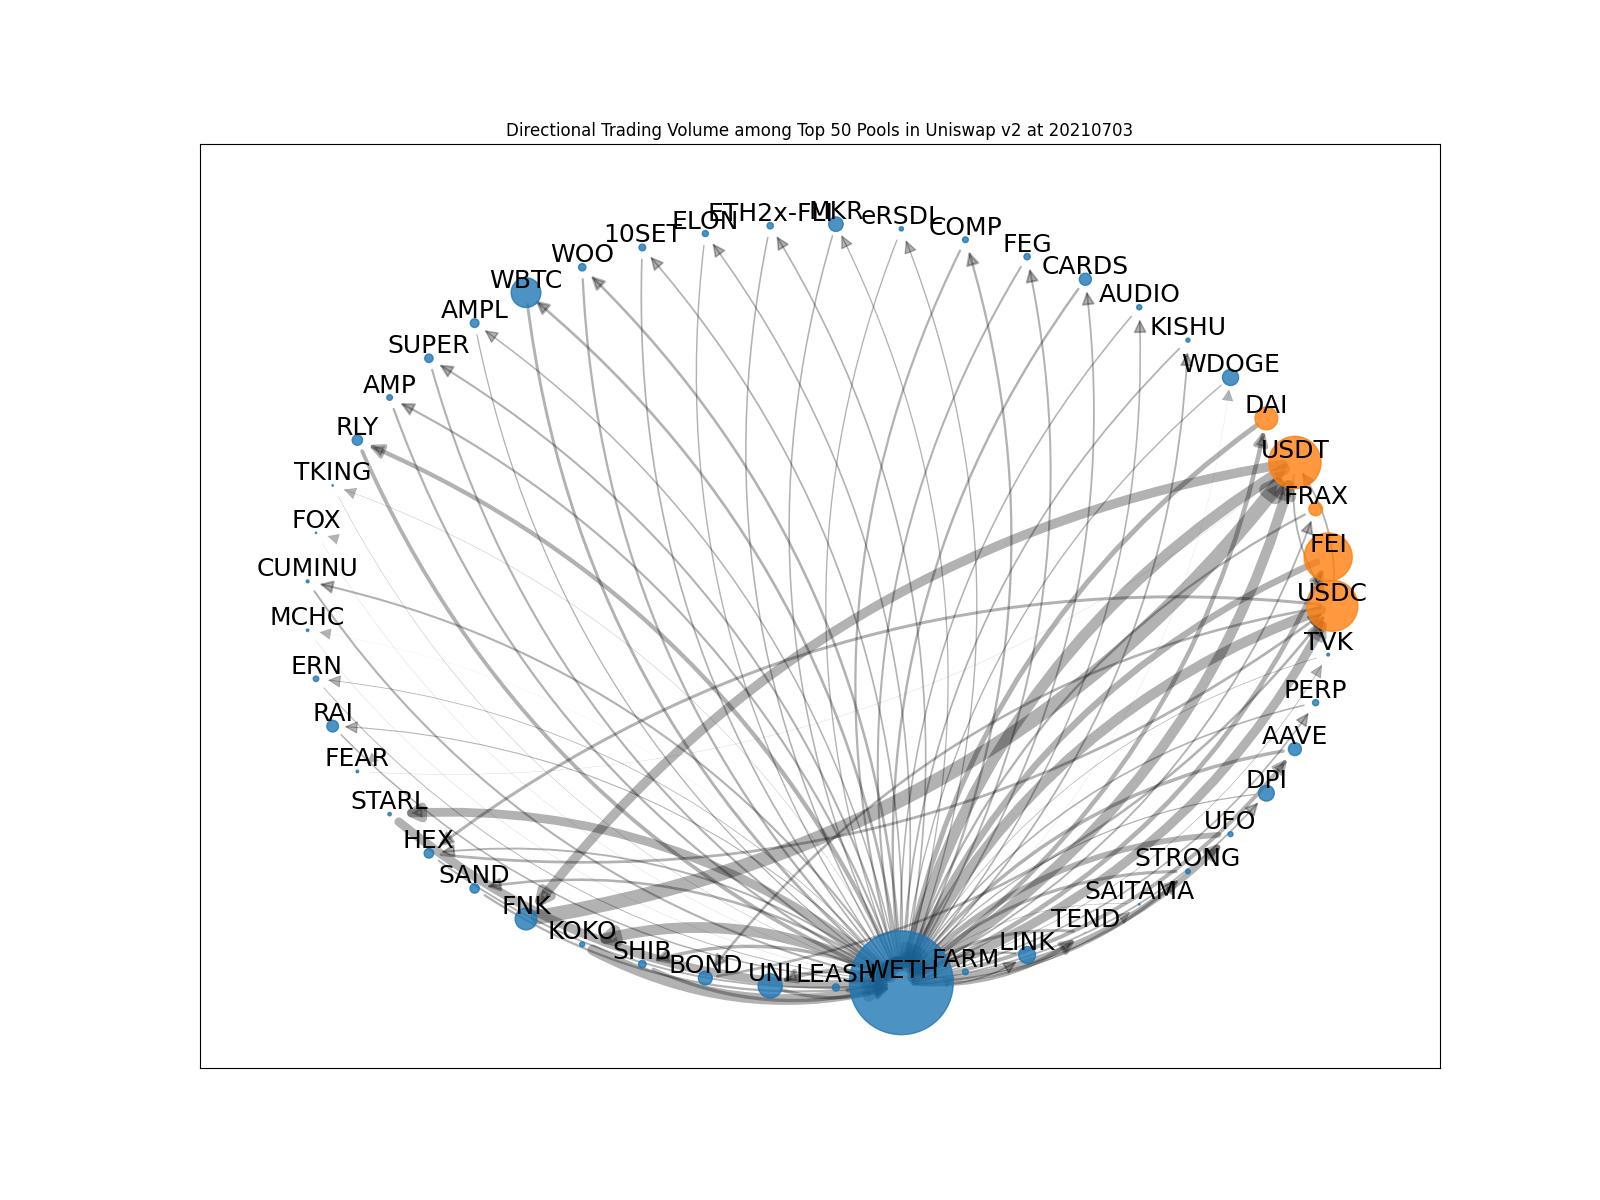 Directional Trading Volume among Top 50 Pools in Uniswap v2 at 20210703
ETH2x-FLI
MKR
eRSDL
ELON
COMP
10SET
FEG
WOO
CARDS
WBTC
AUDIO
AMPL
KISHU
SUPER
WDOGE
AMP
DAI
RLY
USDT
TKING
FRAX
FOX
FEI
CUMINU
USDC
MCHC
TVK
ERN
PERP
RAI
AAVE
FEAR
DPI
STARL
UFO
HEX
STRONG
SAND
SAITAMA
FNK
TEND
KOKO
LINK
SHIB
FARM
BOND
UNI
LEASH
WETH